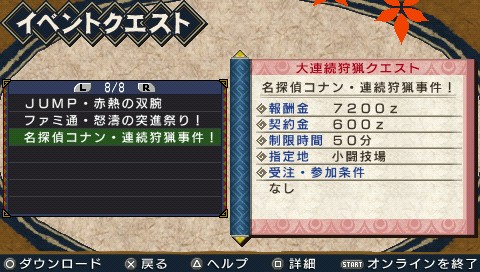 イベントクエスト
L 8/8 R
JUMP・赤熱の双腕
ファミ通・怒濤の突進祭り!
名探偵コナン・連続狩猟事件!
大連続狩猟クエスト
名探偵コナン・連続狩猟事件!
報酬金 7200z
契約金 600z
制限時間 50分
指定地 小闘技場
受注・参加条件
なし
○ダウンロード ×戻る △ヘルプ □詳細 START オンラインを終了